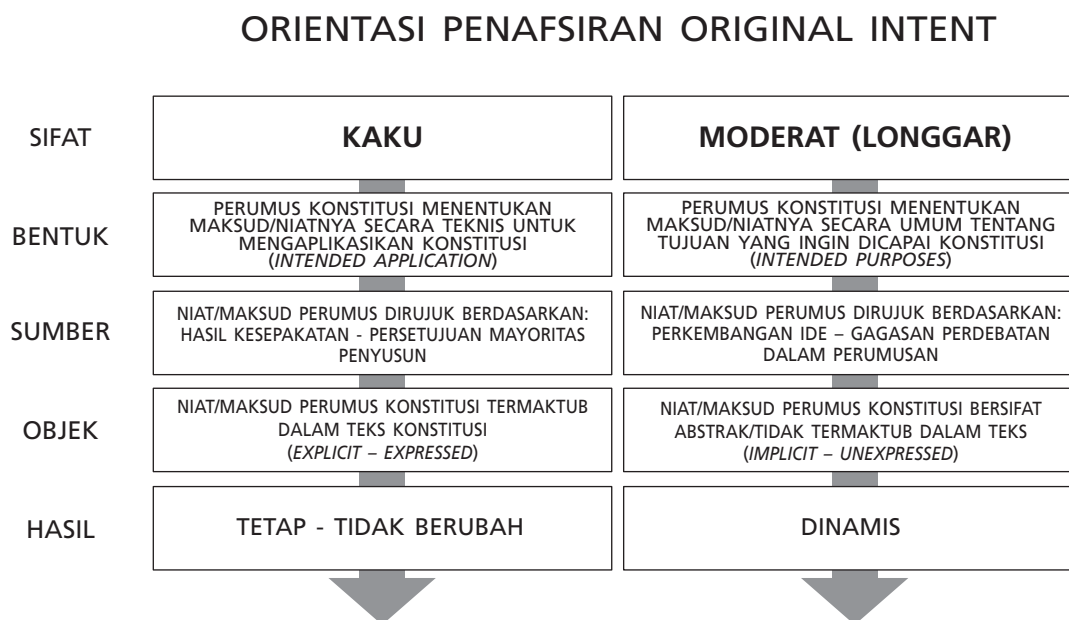 ORIENTASI PENAFSIRAN ORIGINAL INTENT
SIFAT
KAKU
MODERAT (LONGGAR)
BENTUK
PERUMUS KONSTITUSI MENENTUKAN
MAKSUD/NIATNYA SECARA TEKNIS UNTUK
MENGAPLIKASIKAN KONSTITUSI
(INTENDED APPLICATION)
PERUMUS KONSTITUSI MENENTUKAN
MAKSUD/NIATNYA SECARA UMUM TENTANG
TUJUAN YANG INGIN DICAPAI KONSTITUSI
(INTENDED PURPOSES)
SUMBER
NIAT/MAKSUD PERUMUS DIRUJUK BERDASARKAN:
HASIL KESEPAKATAN - PERSETUJUAN MAYORITAS
PENYUSUN
NIAT/MAKSUD PERUMUS DIRUJUK BERDASARKAN:
PERKEMBANGAN IDE – GAGASAN PERDEBATAN
DALAM PERUMUSAN
OBJEK
NIAT/MAKSUD PERUMUS KONSTITUSI TERMAKTUB
DALAM TEKS KONSTITUSI
(EXPLICIT – EXPRESSED)
NIAT/MAKSUD PERUMUS KONSTITUSI BERSIFAT
ABSTRAK/TIDAK TERMAKTUB DALAM TEKS
(IMPLICIT – UNEXPRESSED)
HASIL
TETAP - TIDAK BERUBAH
DINAMIS